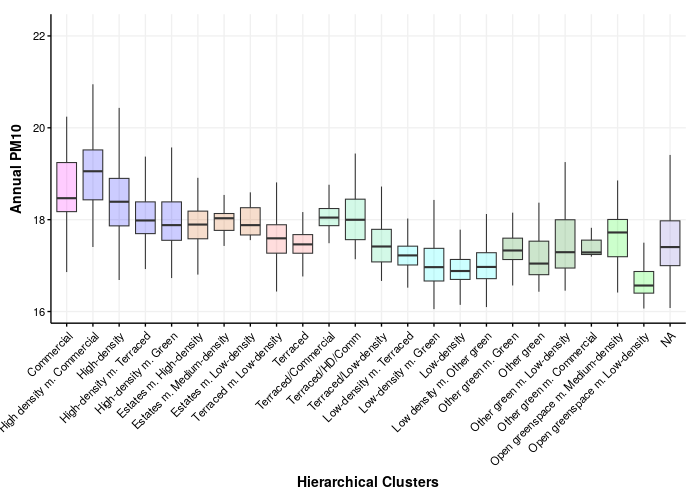 Annual PM10
22
20
18
16
Commercial
High density m. Commercial
High-density
High-density m. Terraced
High-density m. Green
Estates m. High-density
Estates m. Medium-density
Estates m. Low-density
Terraced m. Low-density
Terraced
Terraced/Commercial
Terraced/HD/Comm
Terraced/Low-density
Low-density m. Terraced
Low-density m. Green
Low-density
Low density m. Other green
Other green m. Green
Other green
Other green m. Low-density
Other green m. Commercial
Open greenspace m. Medium-density
Open greenspace m. Low-density
NA
Hierarchical Clusters